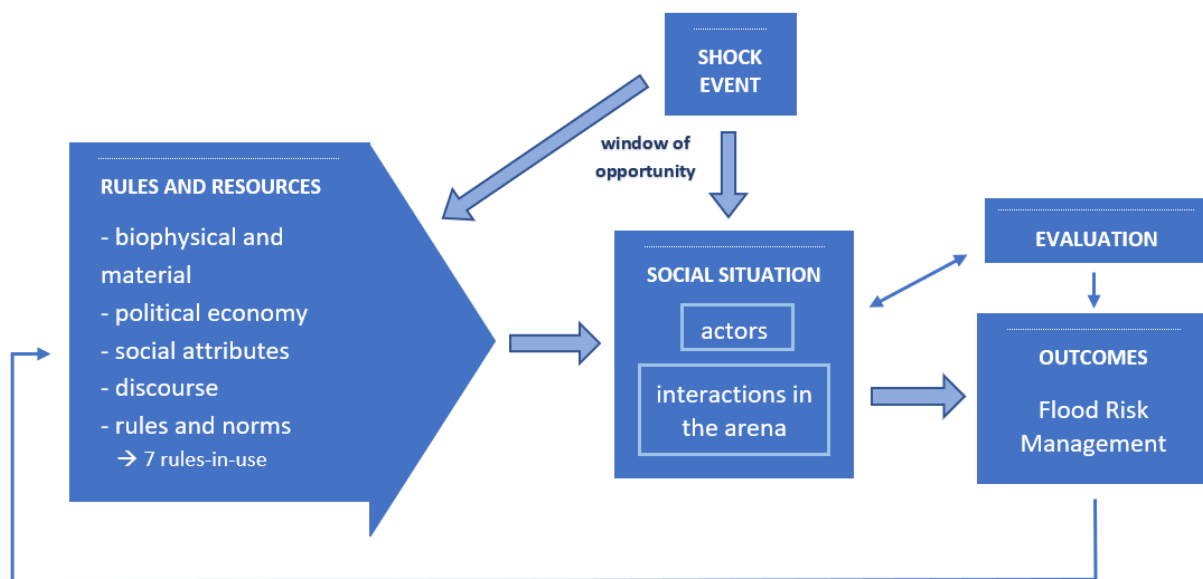 SHOCK
EVENT
window of
opportunity
RULES AND RESOURCES
- biophysical and
material
- political economy
- social attributes
- discourse
- rules and norms
→ 7 rules-in-use
SOCIAL SITUATION
actors
interactions in
the arena
EVALUATION
OUTCOMES
Flood Risk
Management